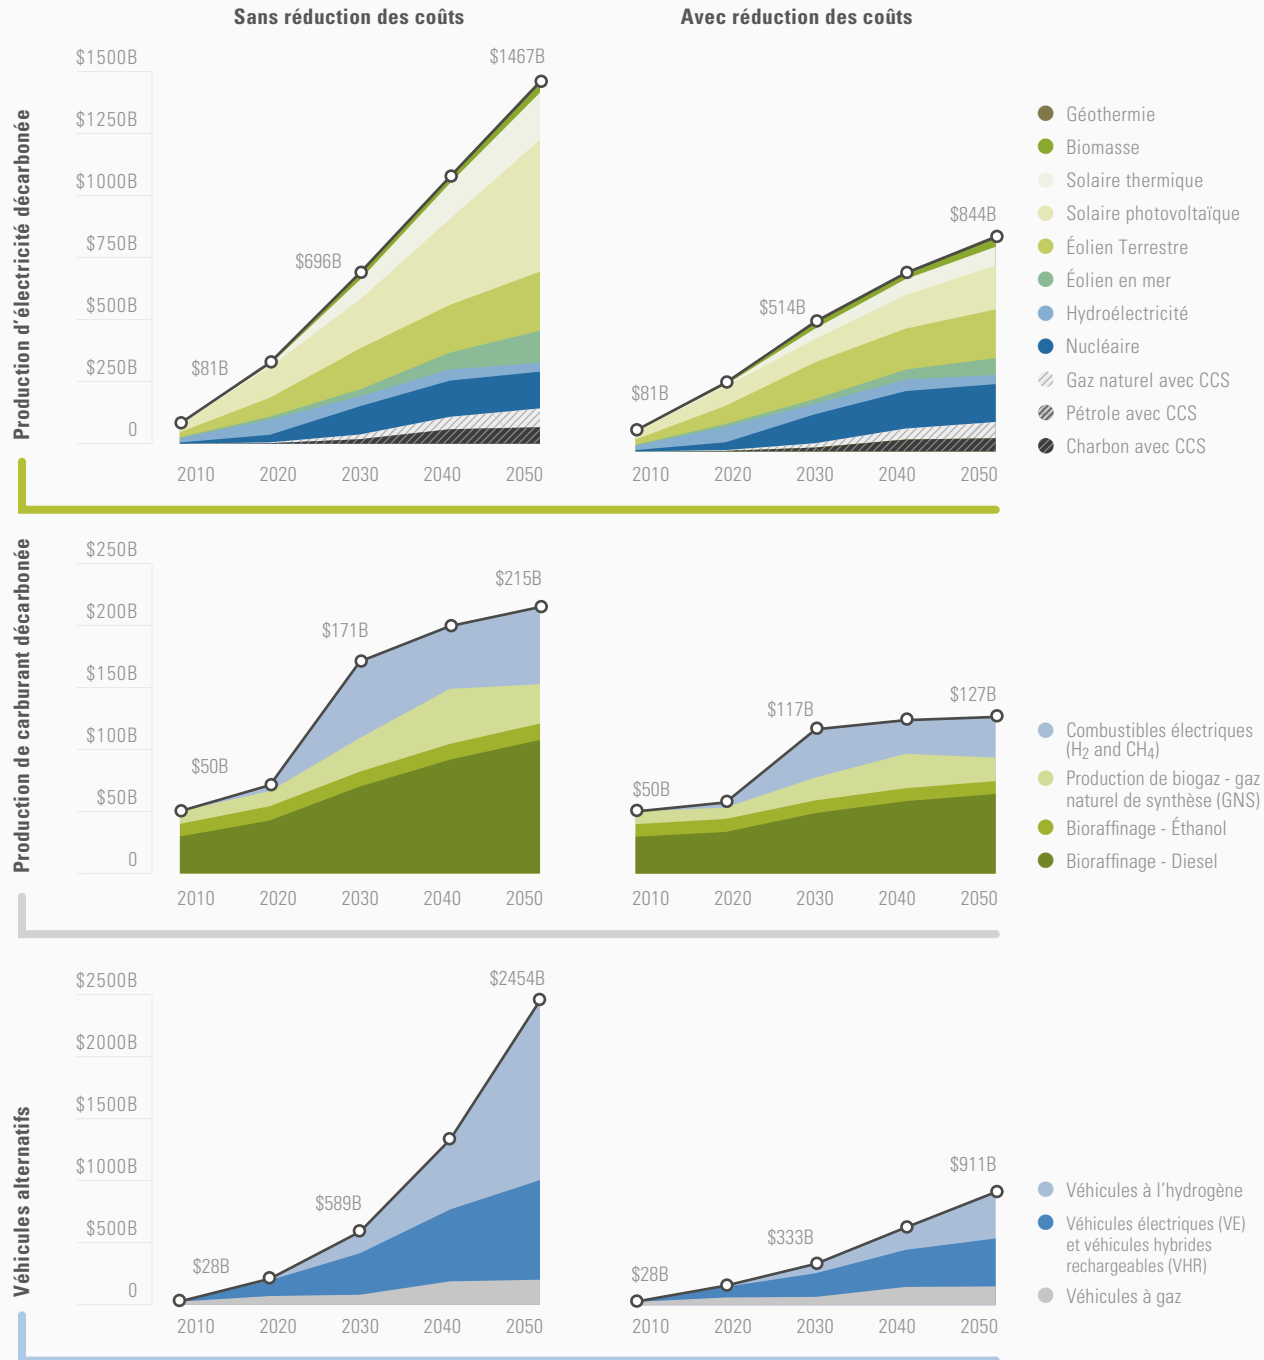 Sans réduction des coûts
Avec réduction des coûts
Production d'électricité décarbonée
$1500B
$1250B
$1000B
$750B
$500B
$250B
0
$81B
$696B
$1467B
2010 2020 2030 2040 2050
$81B
$514B
$844B
2010 2020 2030 2040 2050
Géothermie
Biomasse
Solaire thermique
Solaire photovoltaïque
Éolien Terrestre
Éolien en mer
Hydroélectricité
Nucléaire
Gaz naturel avec CCS
Pétrole avec CCS
Charbon avec CCS
Production de carburant décarbonée
$250B
$200B
$150B
$100B
$50B
0
$50B
$171B
$215B
2010 2020 2030 2040 2050
$50B
$117B
$127B
2010 2020 2030 2040 2050
Combustibles électriques
(H2 and CH4)
Production de biogaz - gaz
naturel de synthèse (GNS)
Bioraffinage - Éthanol
Bioraffinage - Diesel
Véhicules alternatifs
$2500B
$2000B
$1500B
$1000B
$500B
0
$28B
$589B
$2454B
2010 2020 2030 2040 2050
$28B
$333B
$911B
2010 2020 2030 2040 2050
Véhicules à l'hydrogène
Véhicules électriques (VE)
et véhicules hybrides
rechargeables (VHR)
Véhicules à gaz